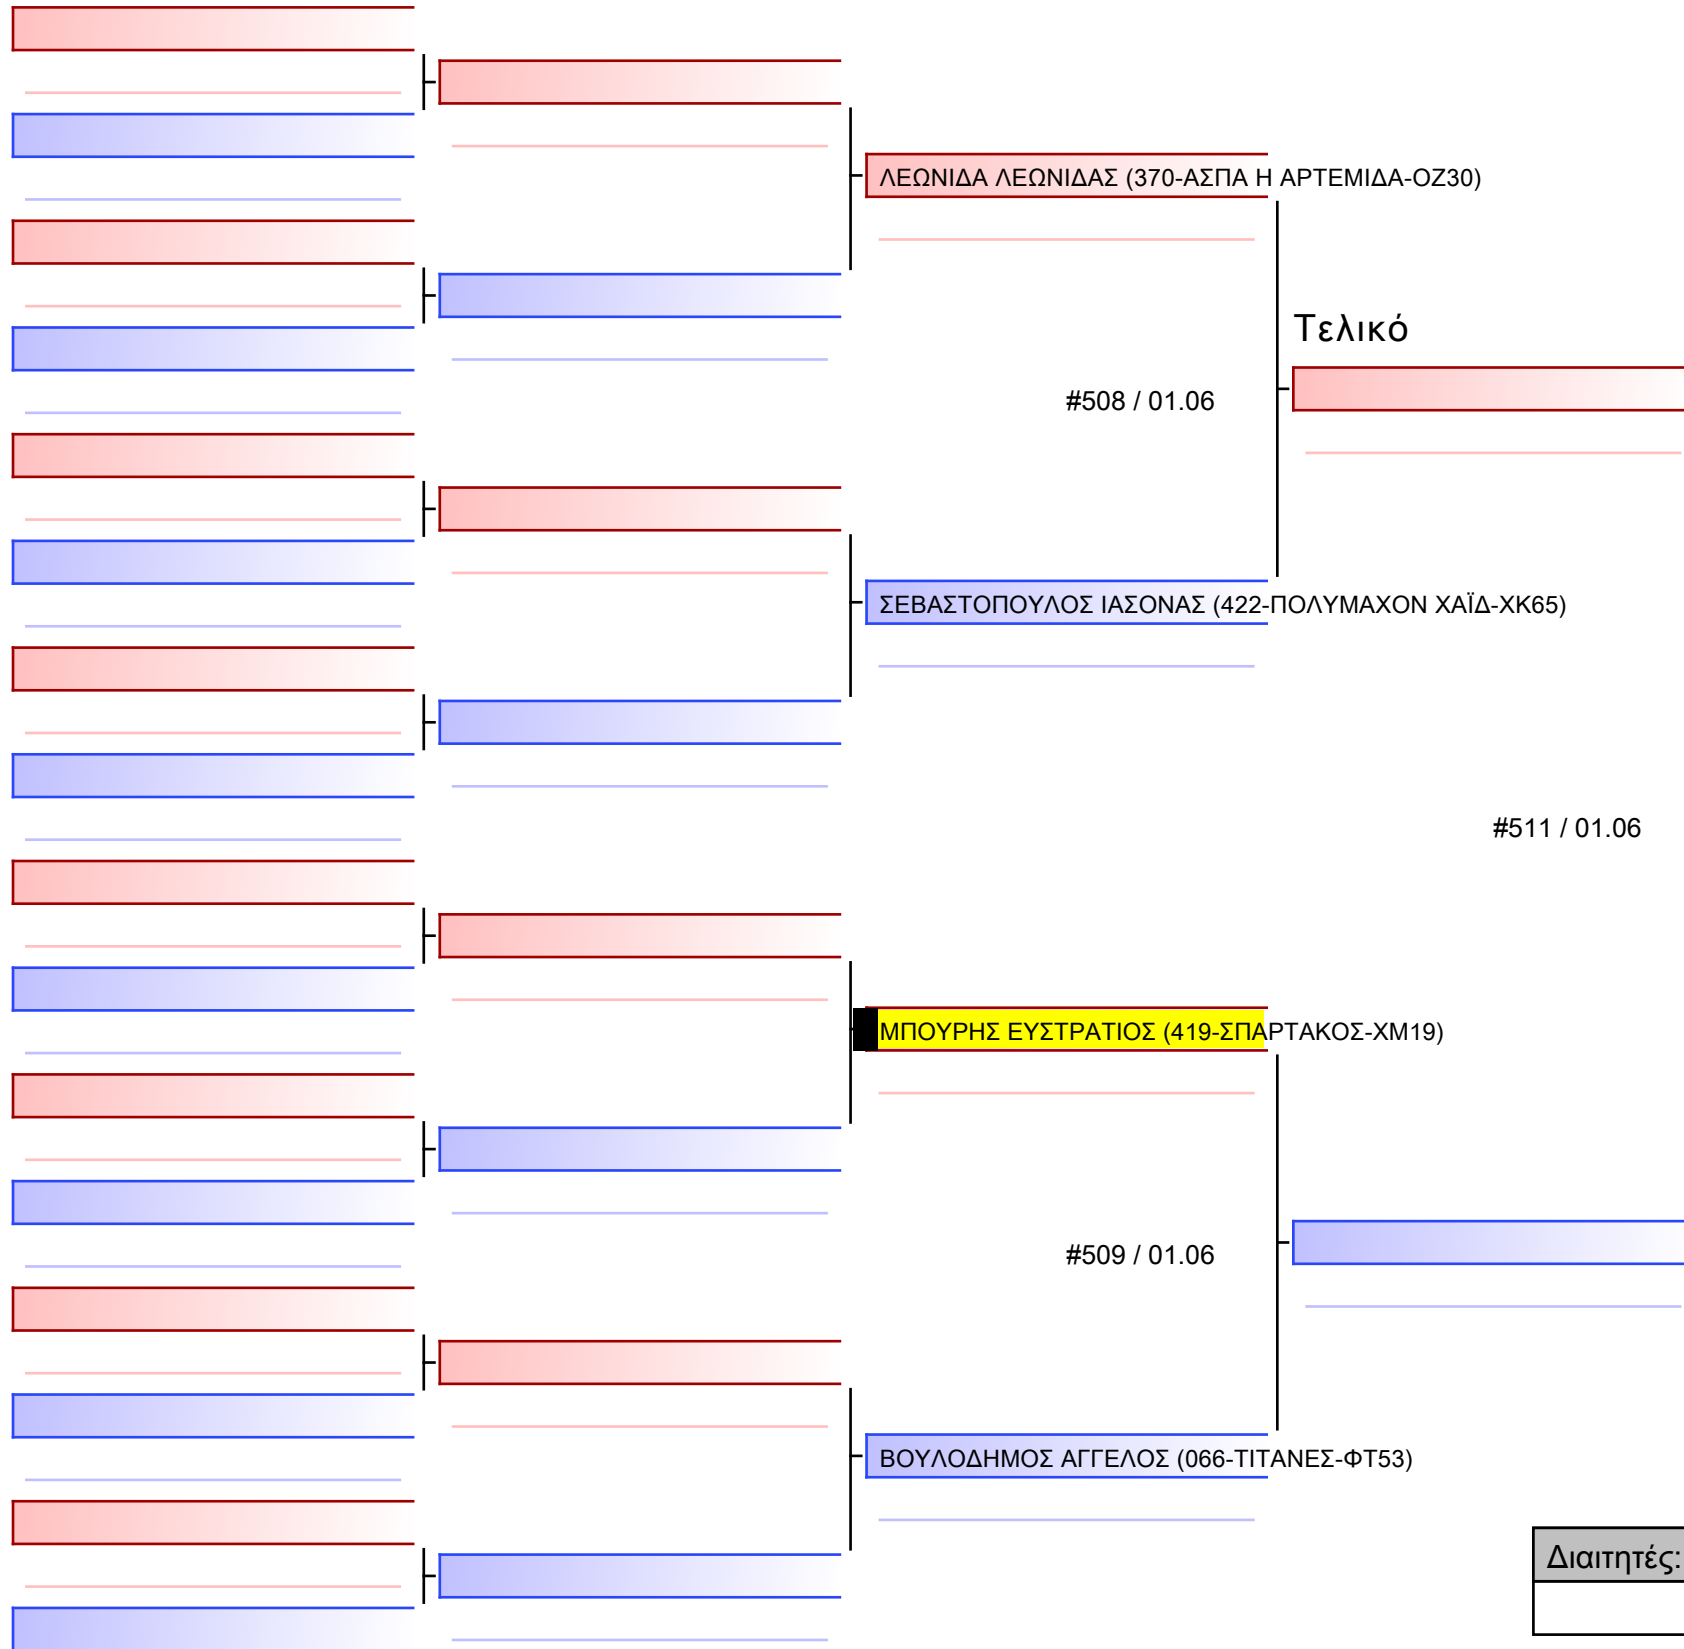 ΛΕΩΝΙΔΑ ΛΕΩΝΙΔΑΣ (370-ΑΣΠΑ Η ΑΡΤΕΜΙΔΑ-ΟΖ30)
Τελικό
#508 / 01.06
ΣΕΒΑΣΤΟΠΟΥΛΟΣ ΙΑΣΟΝΑΣ (422-ΠΟΛΥΜΑΧΟΝ ΧΑΪΔ-ΧΚ65)
#511 / 01.06
ΜΠΟΥΡΗΣ ΕΥΣΤΡΑΤΙΟΣ (419-ΣΠΑΡΤΑΚΟΣ-ΧΜ19)
#509 / 01.06
ΒΟΥΛΟΔΗΜΟΣ ΑΓΓΕΛΟΣ (066-ΤΙΤΑΝΕΣ-ΦΤ53)
Διαιτητές: